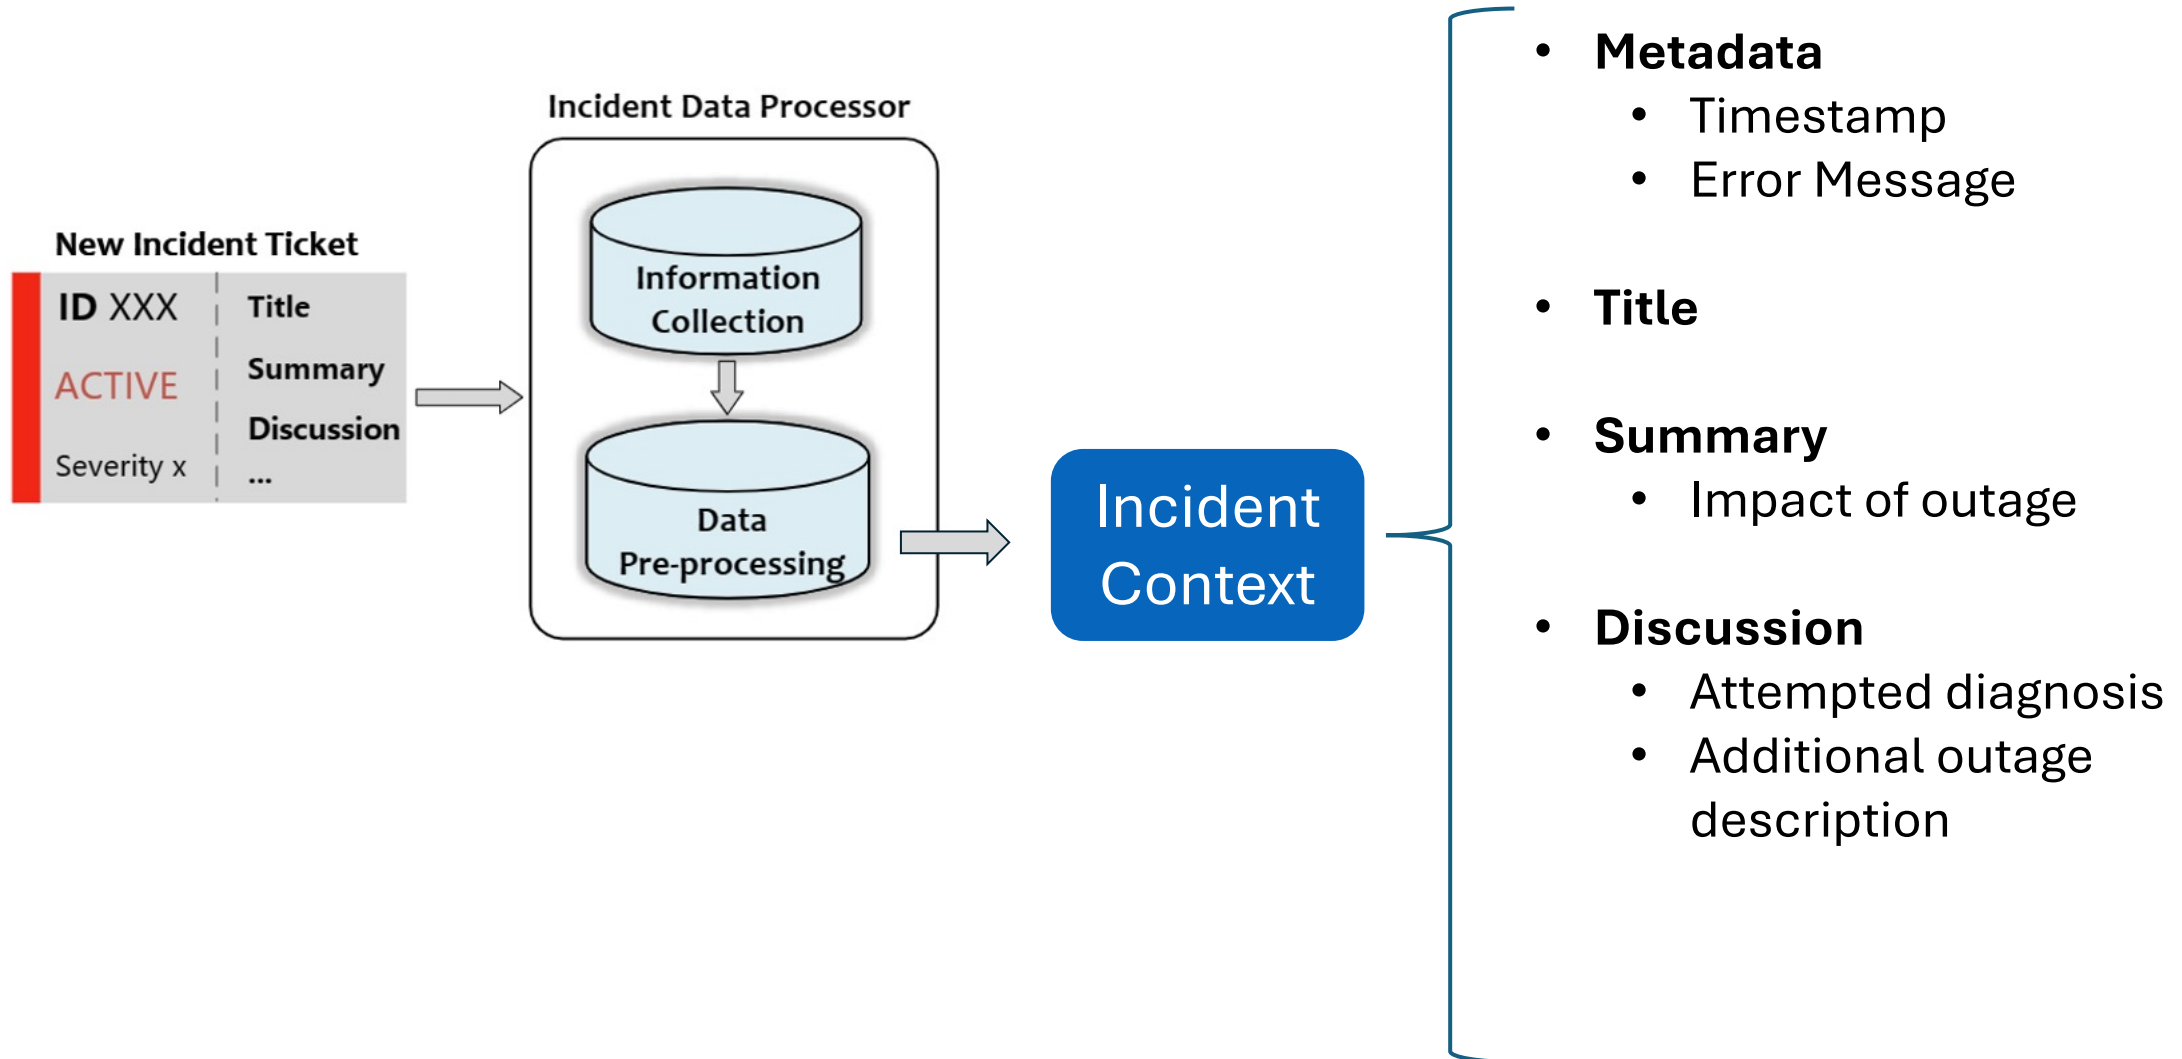 New Incident Ticket
ID XXX
ACTIVE
Severity x
Title
Summary
Discussion
...
Incident Data Processor
Information
Collection
Data
Pre-processing
Incident
Context
• Metadata
• Timestamp
• Error Message
• Title
• Summary
• Impact of outage
• Discussion
• Attempted diagnosis
• Additional outage
description